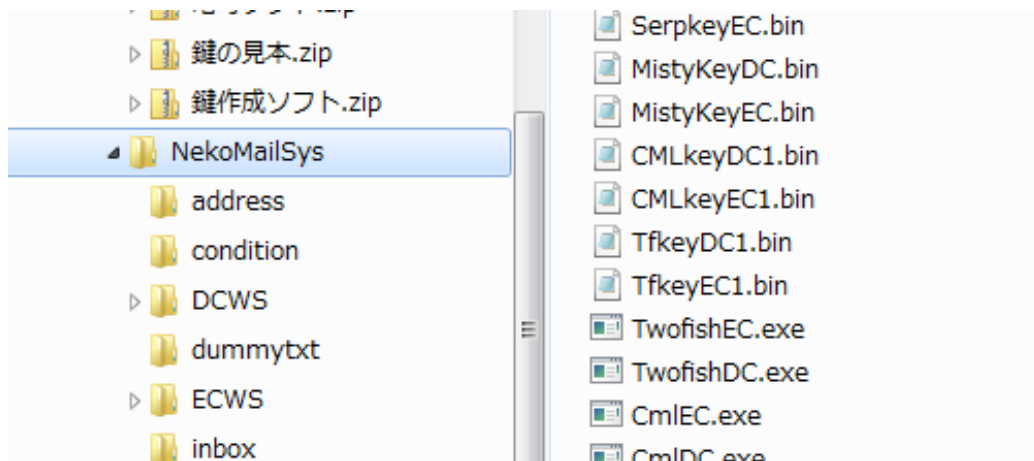 鍵の見本.zip
鍵作成ソフト.zip
NekoMailSys
address
condition
DCWS
dummytxt
ECWS
inbox
SerpkeyEC.bin
MistyKeyDC.bin
MistyKeyEC.bin
CMLkeyDC1.bin
CMLkeyEC1.bin
TfkeyDC1.bin
TfkeyEC1.bin
TwofishEC.exe
TwofishDC.exe
CmlEC.exe
CmlDC.exe